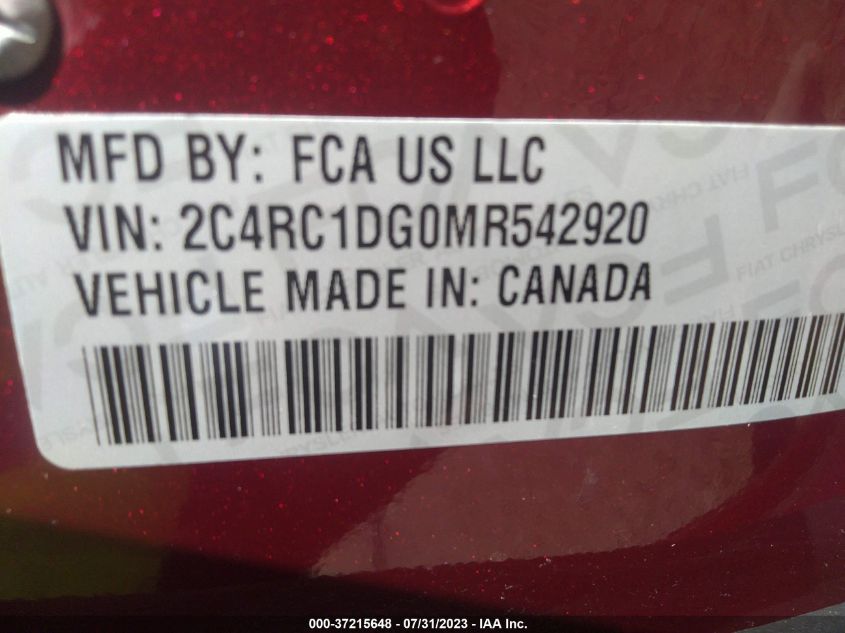 MFD BY: FCA US LLC
VIN: 2C4RC1DG0MR542920
VEHICLE MADE IN: CANADA
000-37215648 - 07/31/2023 - IAA Inc.